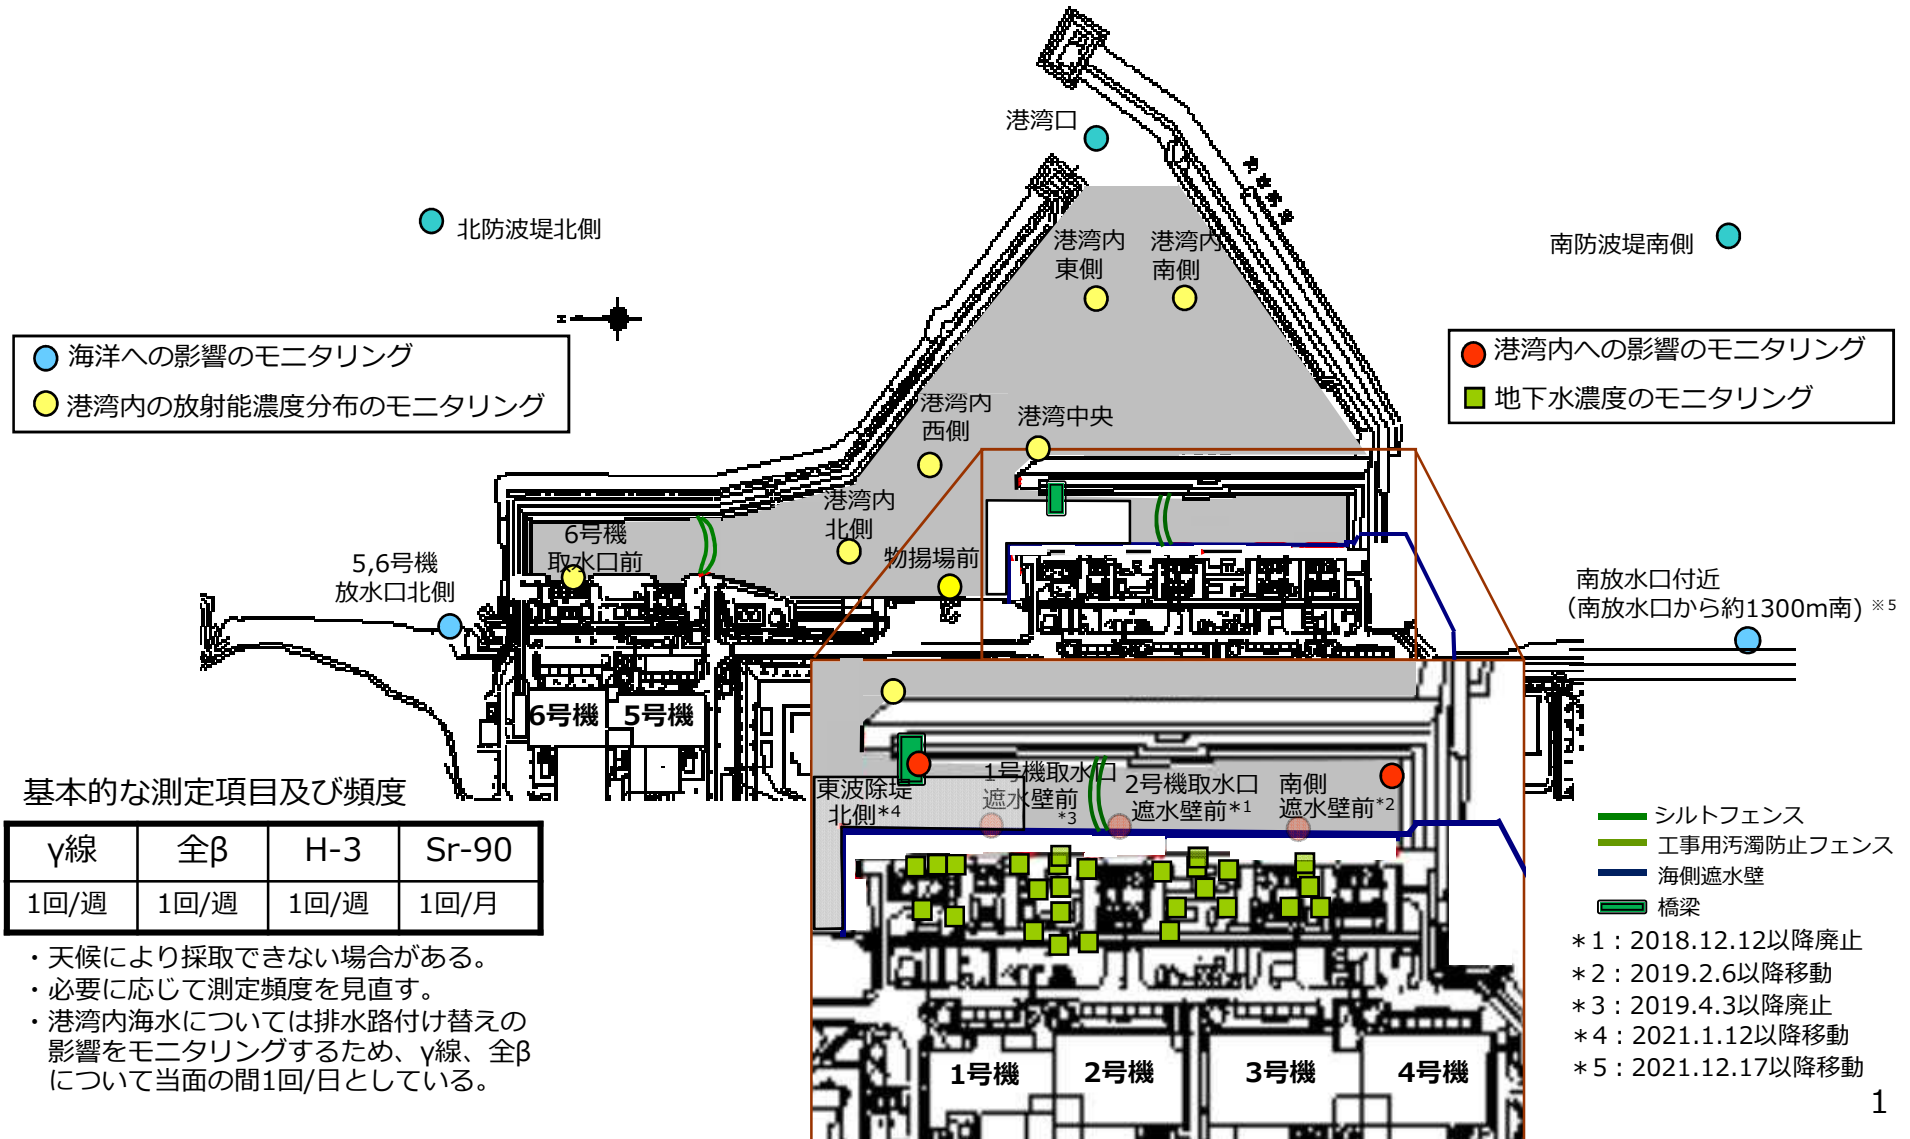 港湾口
北防波堤北側
港湾内
東側
港湾内
南側
南防波堤南側
N
海洋への影響のモニタリング
港湾内の放射能濃度分布のモニタリング
港湾内への影響のモニタリング
地下水濃度のモニタリング
港湾内
西側
港湾中央
港湾内
北側
物揚場前
6号機
取水口前
5,6号機
放水口北側
南放水口付近
(南放水口から約1300m南) ※5
6号機
5号機
東波除堤
北側*4
1号機取水口
遮水壁前
*3
2号機取水口
遮水壁前*1
南側
遮水壁前*2
1号機
2号機
3号機
4号機
基本的な測定項目及び頻度
γ線 全β H-3 Sr-90
1回/週 1回/週 1回/週 1回/月
・天候により採取できない場合がある。
・必要に応じて測定頻度を見直す。
・港湾内海水については排水路付け替えの
影響をモニタリングするため、γ線、全β
について当面の間1回/日としている。
シルトフェンス
工事用汚濁防止フェンス
海側遮水壁
橋梁
*1:2018.12.12以降廃止
*2:2019.2.6以降移動
*3:2019.4.3以降廃止
*4:2021.1.12以降移動
*5:2021.12.17以降移動
1